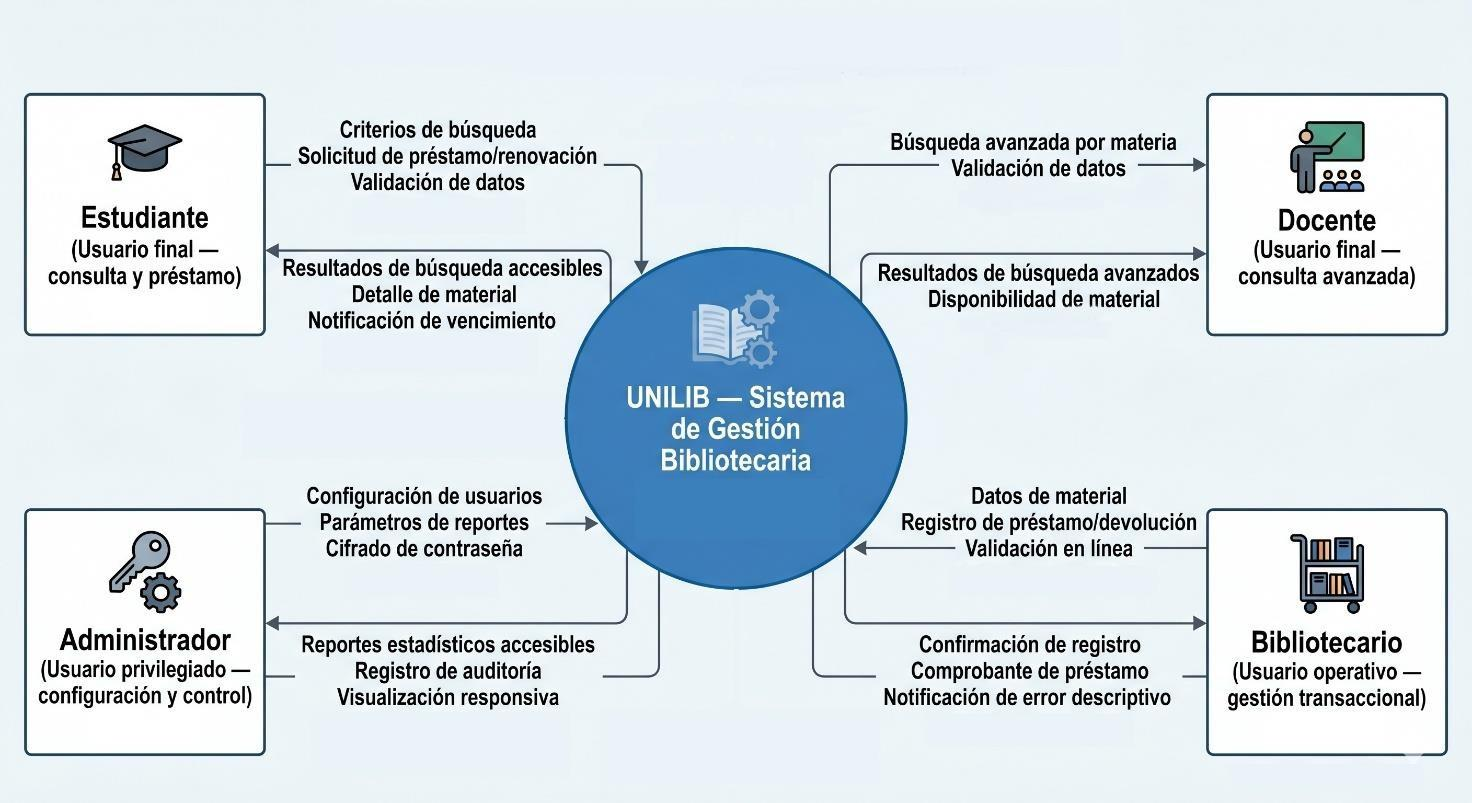 Criterios de búsqueda
Solicitud de préstamo/renovación
Validación de datos
Búsqueda avanzada por materia
Validación de datos
Estudiante
(Usuario final —
consulta y préstamo)
Resultados de búsqueda accesibles
Detalle de material
Notificación de vencimiento
Resultados de búsqueda avanzados
Disponibilidad de material
Docente
(Usuario final —
consulta avanzada)
UNILIB — Sistema
de Gestión
Bibliotecaria
Configuración de usuarios
Parámetros de reportes
Cifrado de contraseña
Datos de material
Registro de préstamo/devolución
Validación en línea
Administrador
(Usuario privilegiado —
configuración y control)
Reportes estadísticos accesibles
Registro de auditoría
Visualización responsiva
Confirmación de registro
Comprobante de préstamo
Notificación de error descriptivo
Bibliotecario
(Usuario operativo —
gestión transaccional)